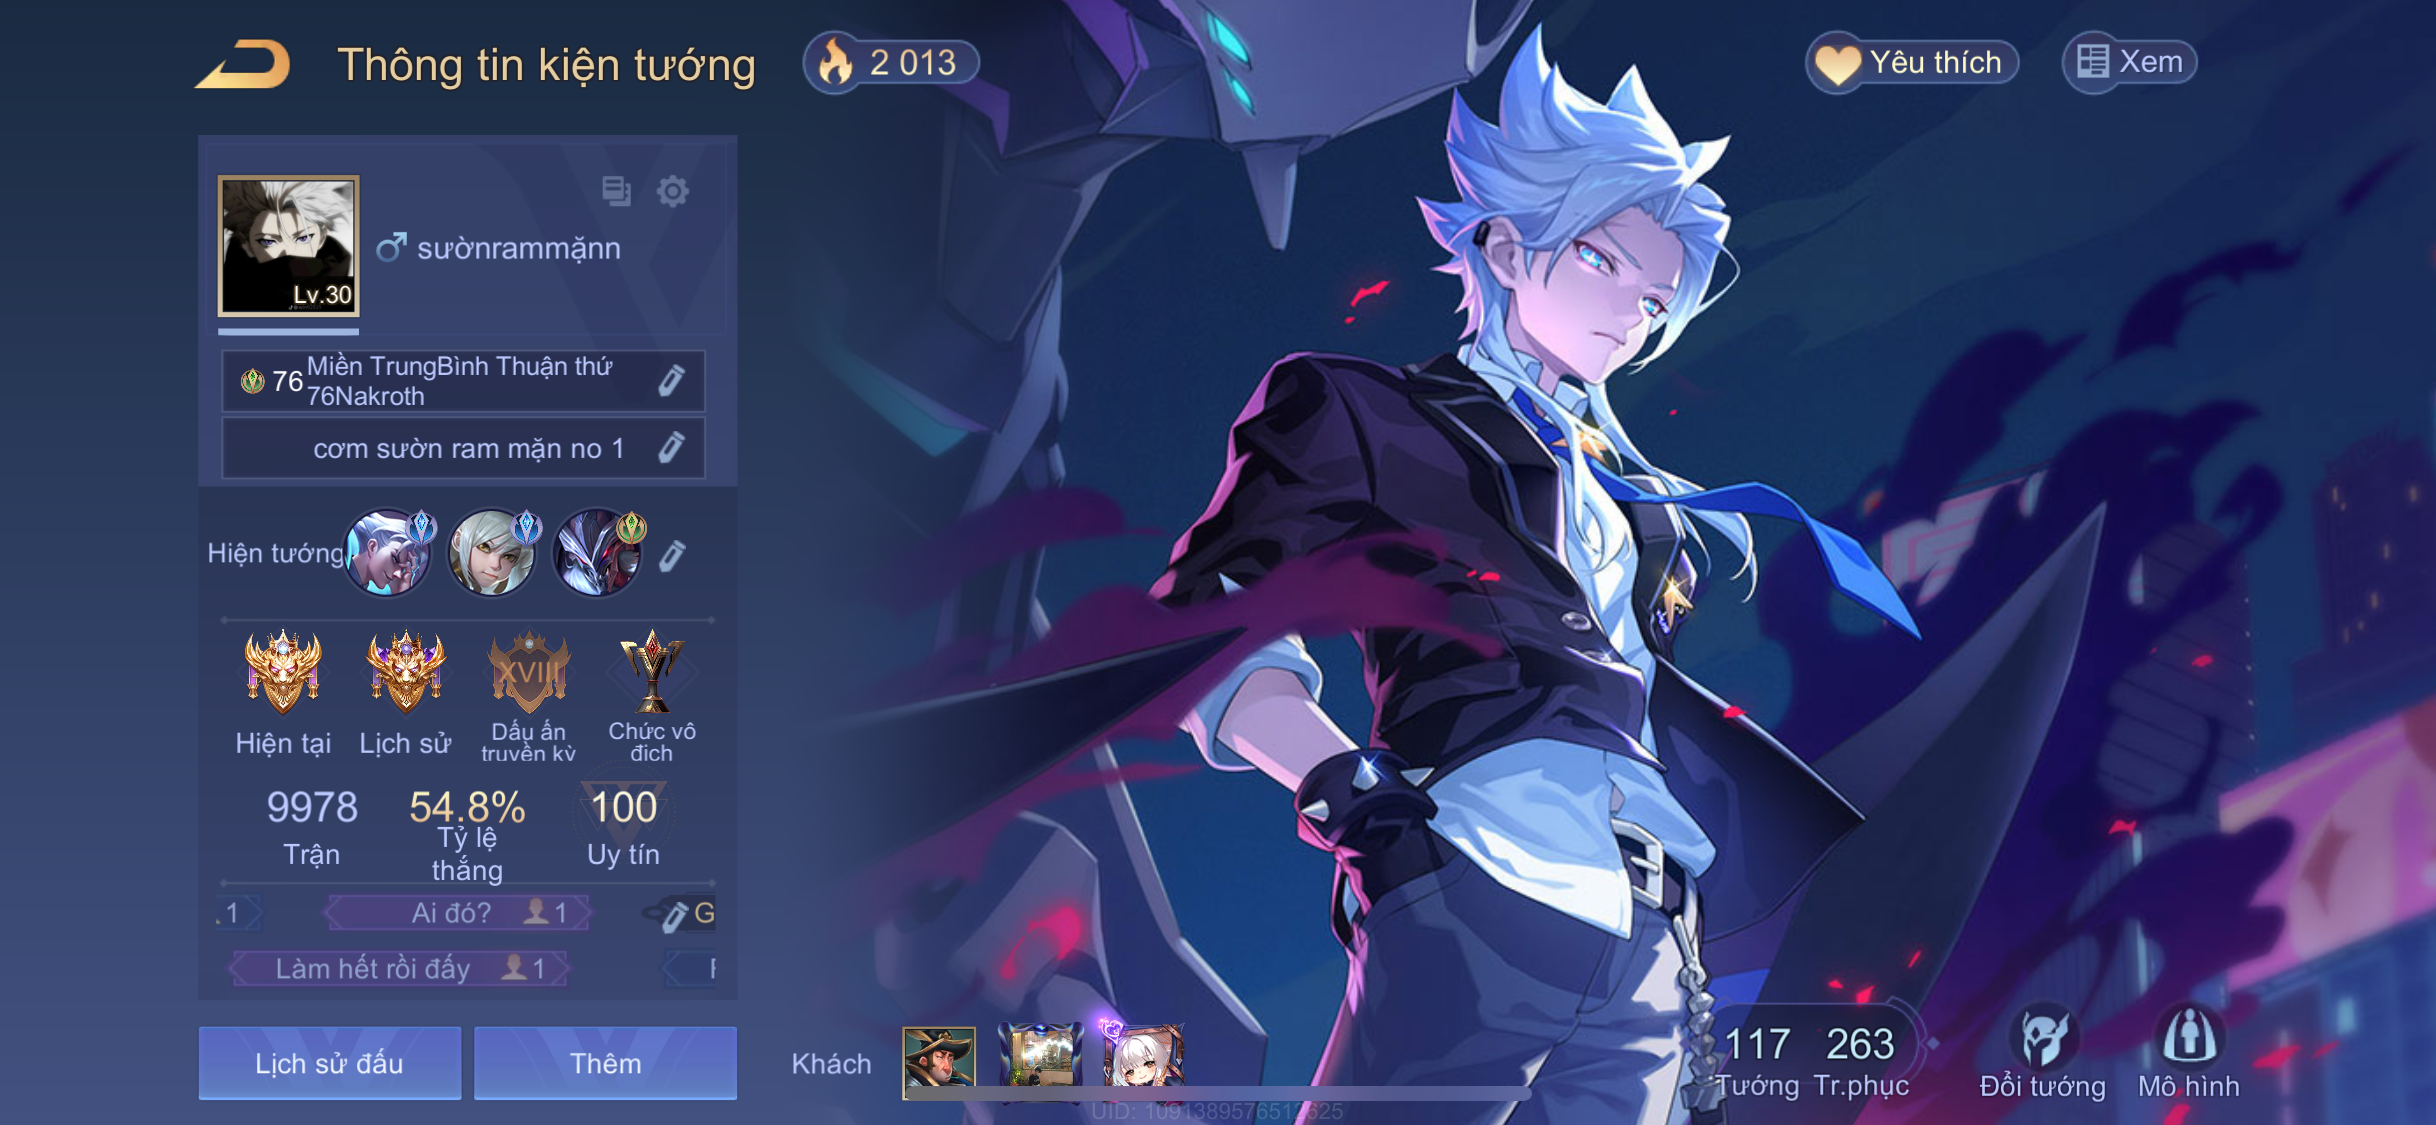 Thông tin kiện tướng
2 013
Yêu thích
Xem
Lv.30
sườnrammặnn
76
Miền TrungBình Thuận thứ
76Nakroth
cơm sườn ram mặn no 1
Hiện tướng
XVIII
Hiện tại
Lịch sử
Dấu ấn
truyền kỳ
Chức vô
địch
9978
54.8%
100
Trận
Tỷ lệ
thắng
Uy tín
1
Ai đó?
1
G
Làm hết rồi đấy
1
Lịch sử đấu
Thêm
Khách
117
263
Tướng
Tr.phục
Đổi tướng
Mô hình
UID: 1091389576512625